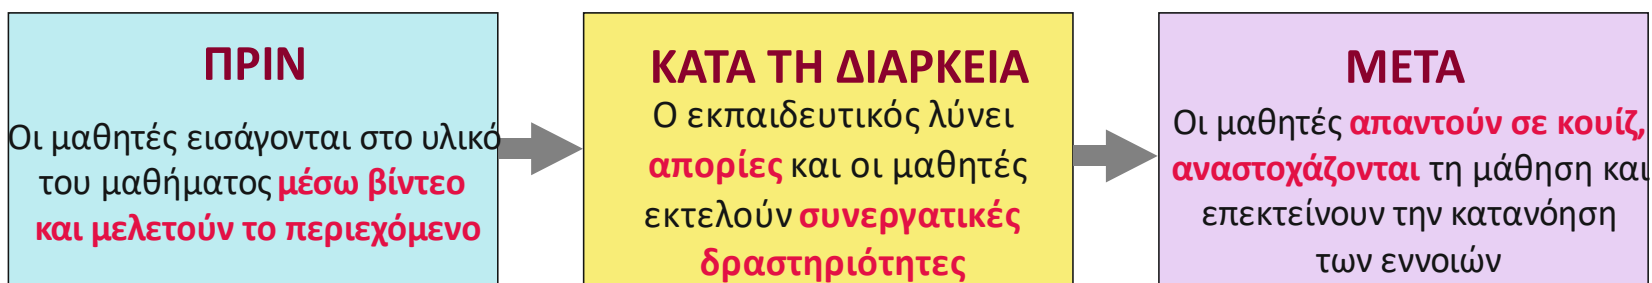 ΠΡΙΝ
Οι μαθητές εισάγονται στο υλικό
του μαθήματος μέσω βίντεο
και μελετούν το περιεχόμενο
ΚΑΤΑ ΤΗ ΔΙΑΡΚΕΙΑ
Ο εκπαιδευτικός λύνει
απορίες και οι μαθητές
εκτελούν συνεργατικές
δραστηριότητες
ΜΕΤΑ
Οι μαθητές απαντούν σε κουίζ,
αναστοχάζονται τη μάθηση και
επεκτείνουν την κατανόηση
των εννοιών